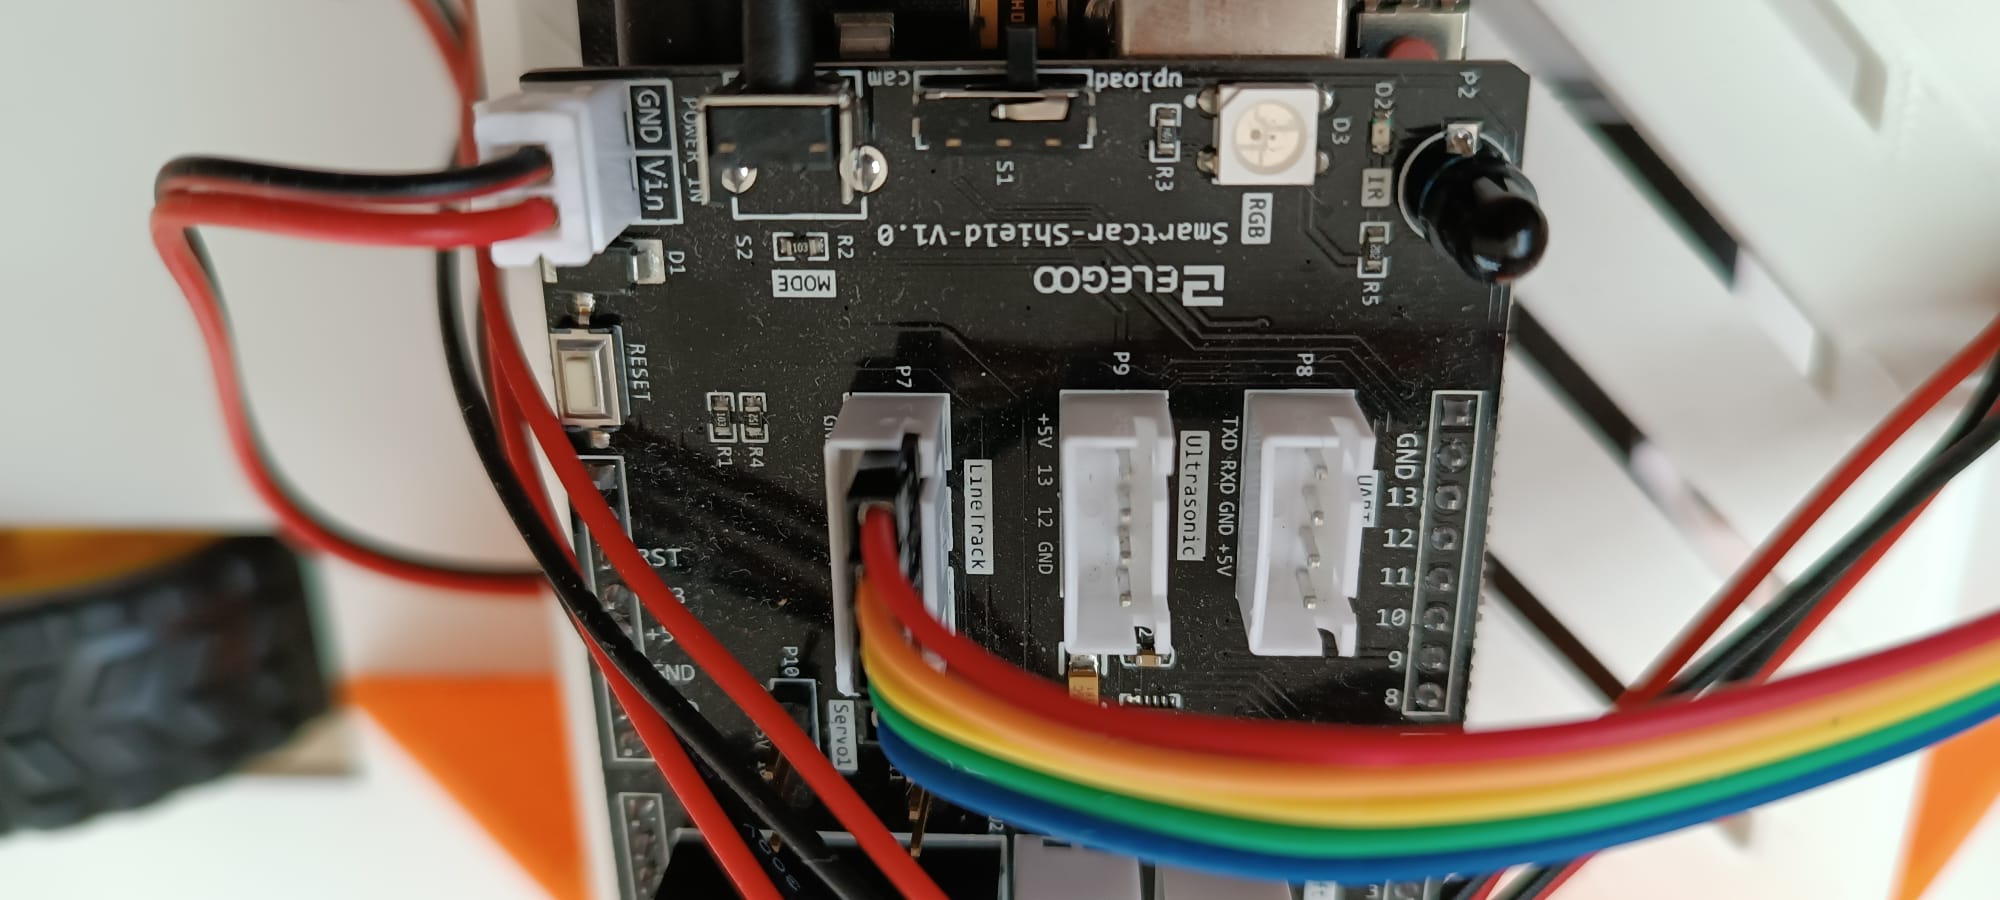 GND
Vin
POWER_IN
cam
upload
S1
R3
D3
D2
P2
IR
RGB
R5
SmartCar-Shield-V1.0
ELEGOO
S2
R2
103
MODE
D1
RESET
R1
R4
P7
LineTrack
P9
+5V 13 12 GND
Ultrasonic
P8
TXD RXD GND +5V
UART
GND
13
12
11
10
9
8
RST
P10
Servo1